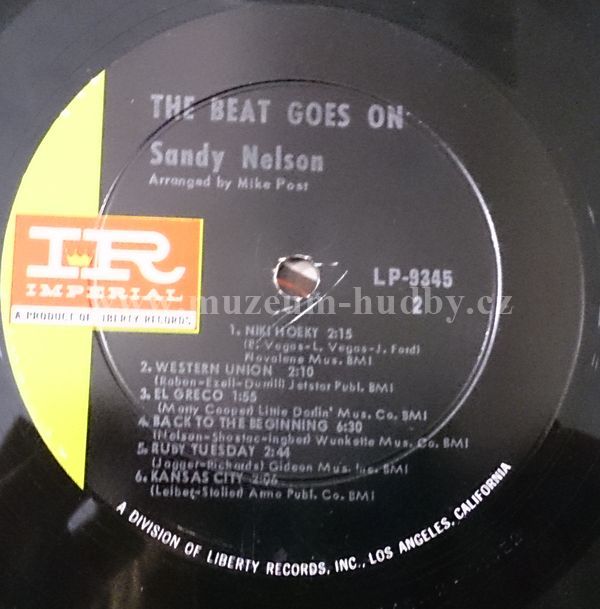 THE BEAT GOES ON
Sandy Nelson
Arranged by Mike Post
IR
IMPERIAL
A PRODUCT OF LIBERTY RECORDS
LP-9345
2
www.muzeum-hudby.cz
1. NIKI HOEKY 2:15
(P. Vegas-L. Vegas-J. Ford)
Novalene Mus. BMI
2. WESTERN UNION 2:10
(Rabon-Ezell-Durrill) Jetstar Publ. BMI
3. EL GRECO 1:55
(Marty Cooper) Little Darlin' Mus. Co. BMI
4. BACK TO THE BEGINNING 6:30
(Nelson-Shostac-Ingber) Wunkette Mus. Co. BMI
5. RUBY TUESDAY 2:44
(Jagger-Richards) Gideon Mus. Inc. BMI
6. KANSAS CITY 2:06
(Leiber-Stoller) Armo Publ. Co. BMI
A DIVISION OF LIBERTY RECORDS, INC., LOS ANGELES, CALIFORNIA